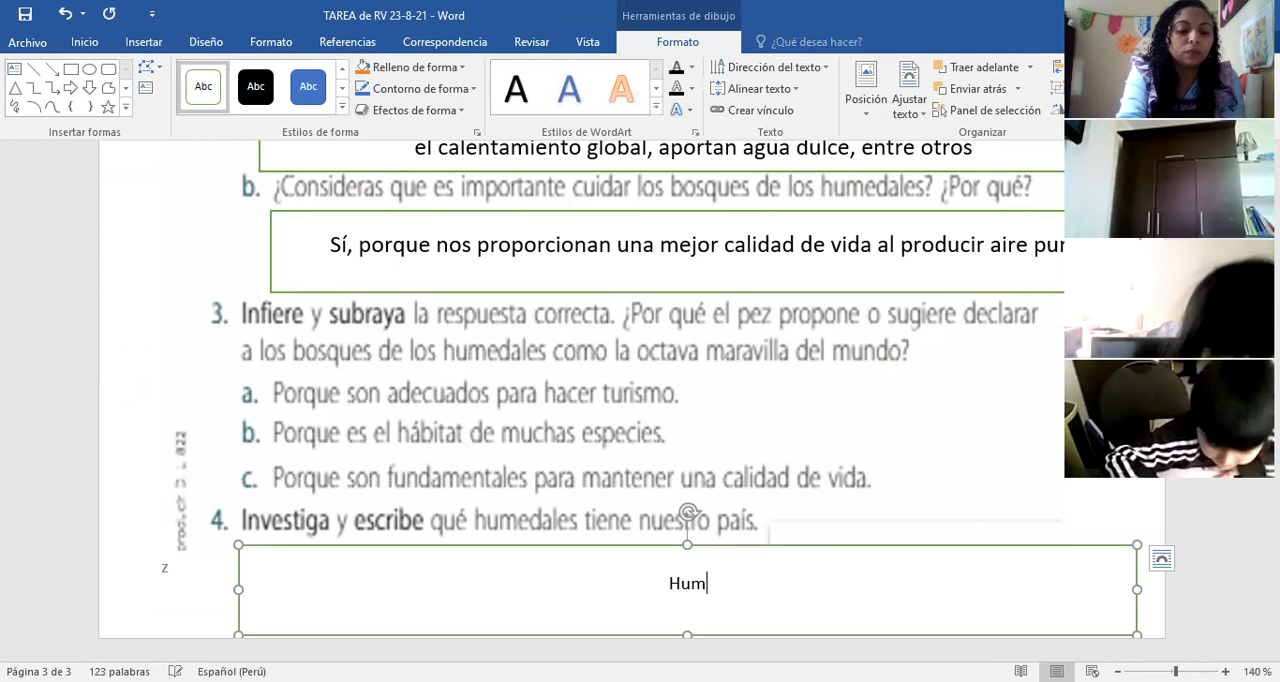 TAREA de RV 23-8-21 - Word
Herramientas de dibujo
Archivo Inicio Insertar Diseño Formato Referencias Correspondencia Revisar Vista Formato ¿Qué desea hacer?
Abc Abc Abc
Relleno de forma
Contorno de forma
Efectos de forma
A A A
Dirección del texto
Alinear texto
Crear vínculo
Posición
Ajustar texto
Traer adelante
Enviar atrás
Panel de selección
Insertar formas Estilos de forma Estilos de WordArt Texto Organizar
el calentamiento global, aportan agua dulce, entre otros
b. ¿Consideras que es importante cuidar los bosques de los humedales? ¿Por qué?
Sí, porque nos proporcionan una mejor calidad de vida al producir aire
3. Infiere y subraya la respuesta correcta. ¿Por qué el pez propone o sugiere declarar
a los bosques de los humedales como la octava maravilla del mundo?
a. Porque son adecuados para hacer turismo.
b. Porque es el hábitat de muchas especies.
c. Porque son fundamentales para mantener una calidad de vida.
4. Investiga y escribe qué humedales tiene nuestro país.
Z
Hum
Página 3 de 3 123 palabras Español (Perú) 140 %